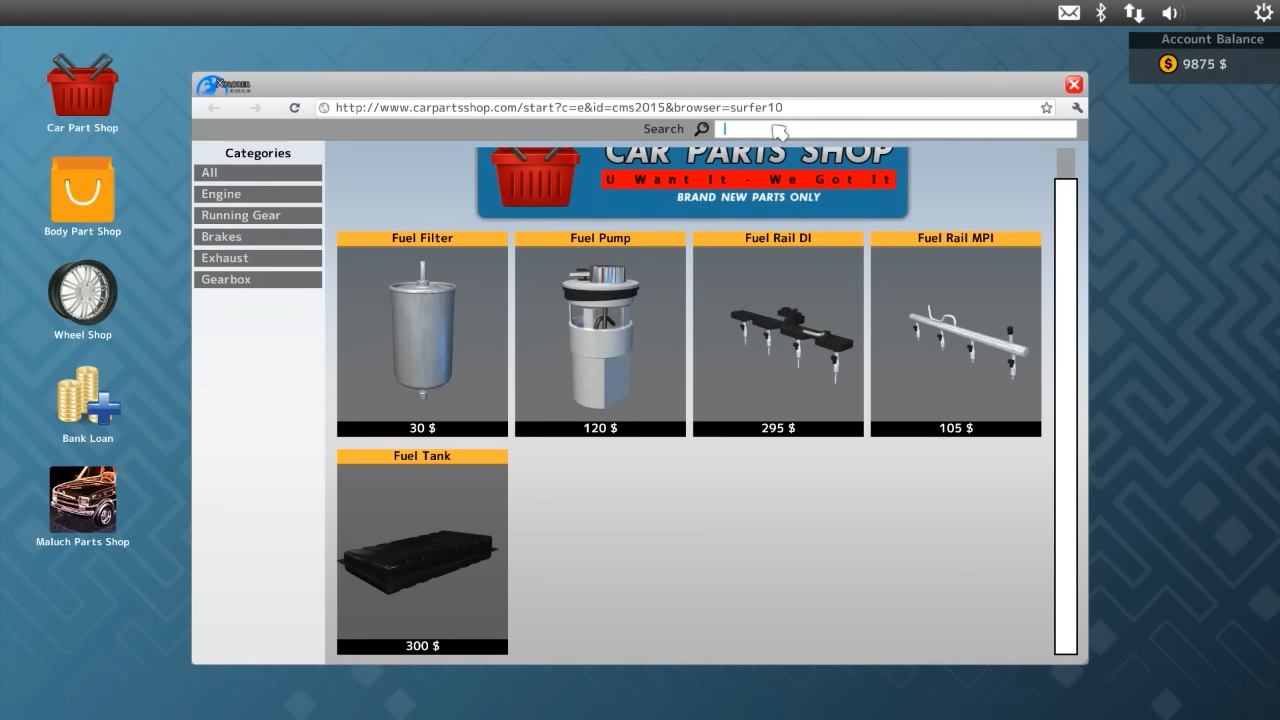 Account Balance
9875 $
Car Part Shop
Body Part Shop
Wheel Shop
Bank Loan
Maluch Parts Shop
XPLORER
http://www.carpartsshop.com/start?c=e&id=cms2015&browser=surfer10
Search
Categories
All
Engine
Running Gear
Brakes
Exhaust
Gearbox
CAR PARTS SHOP
U Want It - We Got It
BRAND NEW PARTS ONLY
Fuel Filter
30 $
Fuel Pump
120 $
Fuel Rail DI
295 $
Fuel Rail MPI
105 $
Fuel Tank
300 $